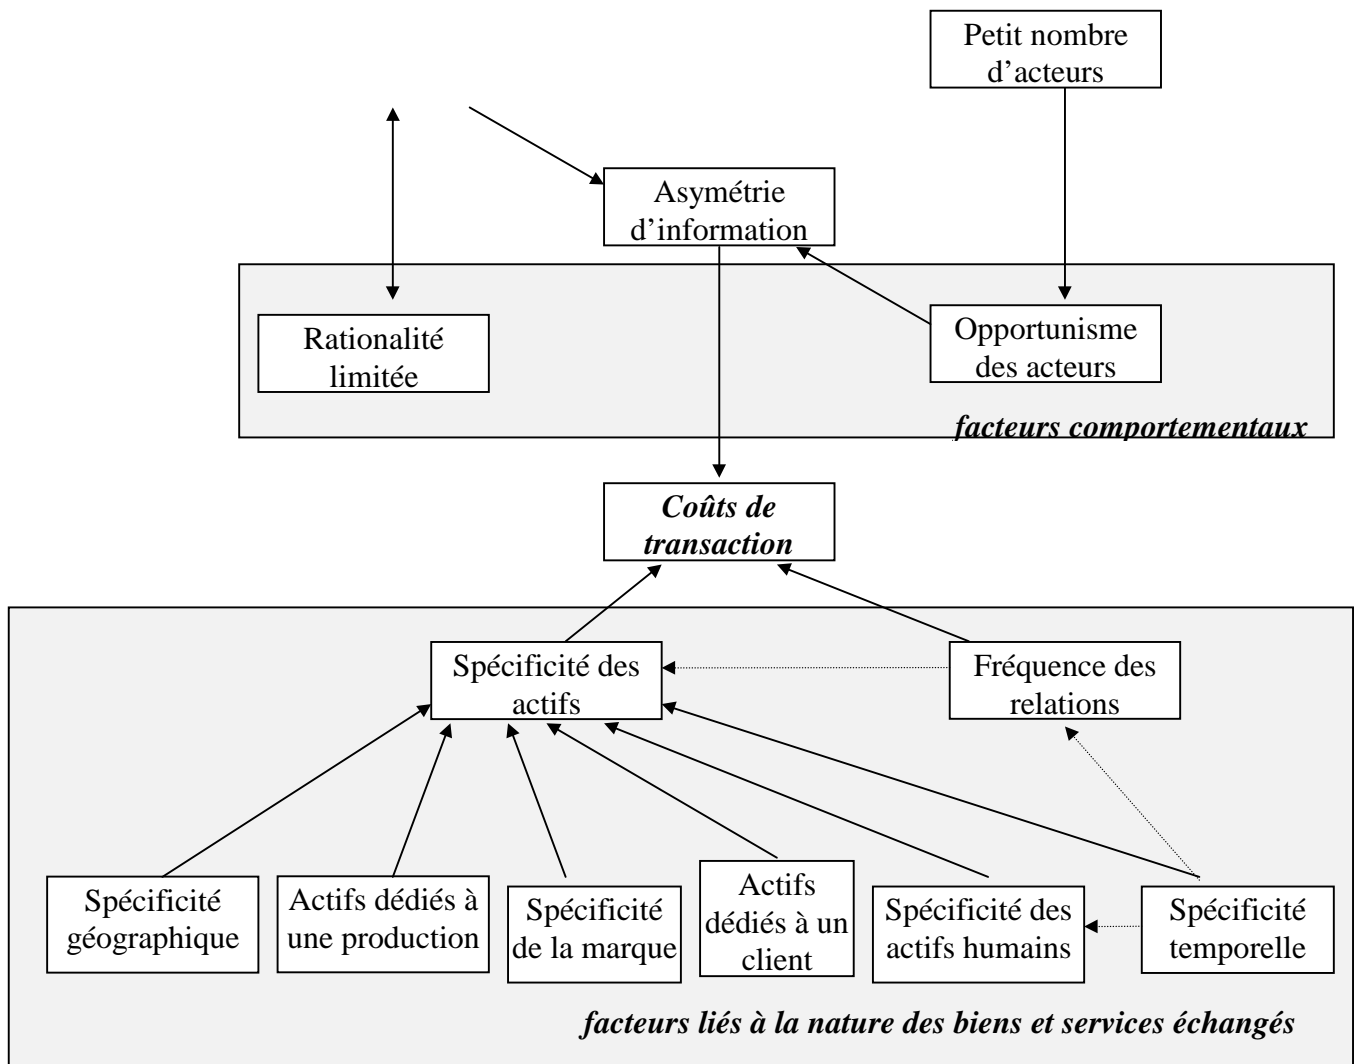 Petit nombre
d’acteurs
Asymétrie
d’information
Rationalité
limitée
Opportunisme
des acteurs
facteurs comportementaux
Coûts de
transaction
Spécificité des
actifs
Fréquence des
relations
Spécificité
géographique
Actifs dédiés à
une production
Spécificité
de la marque
Actifs
dédiés à un
client
Spécificité des
actifs humains
Spécificité
temporelle
facteurs liés à la nature des biens et services échangés